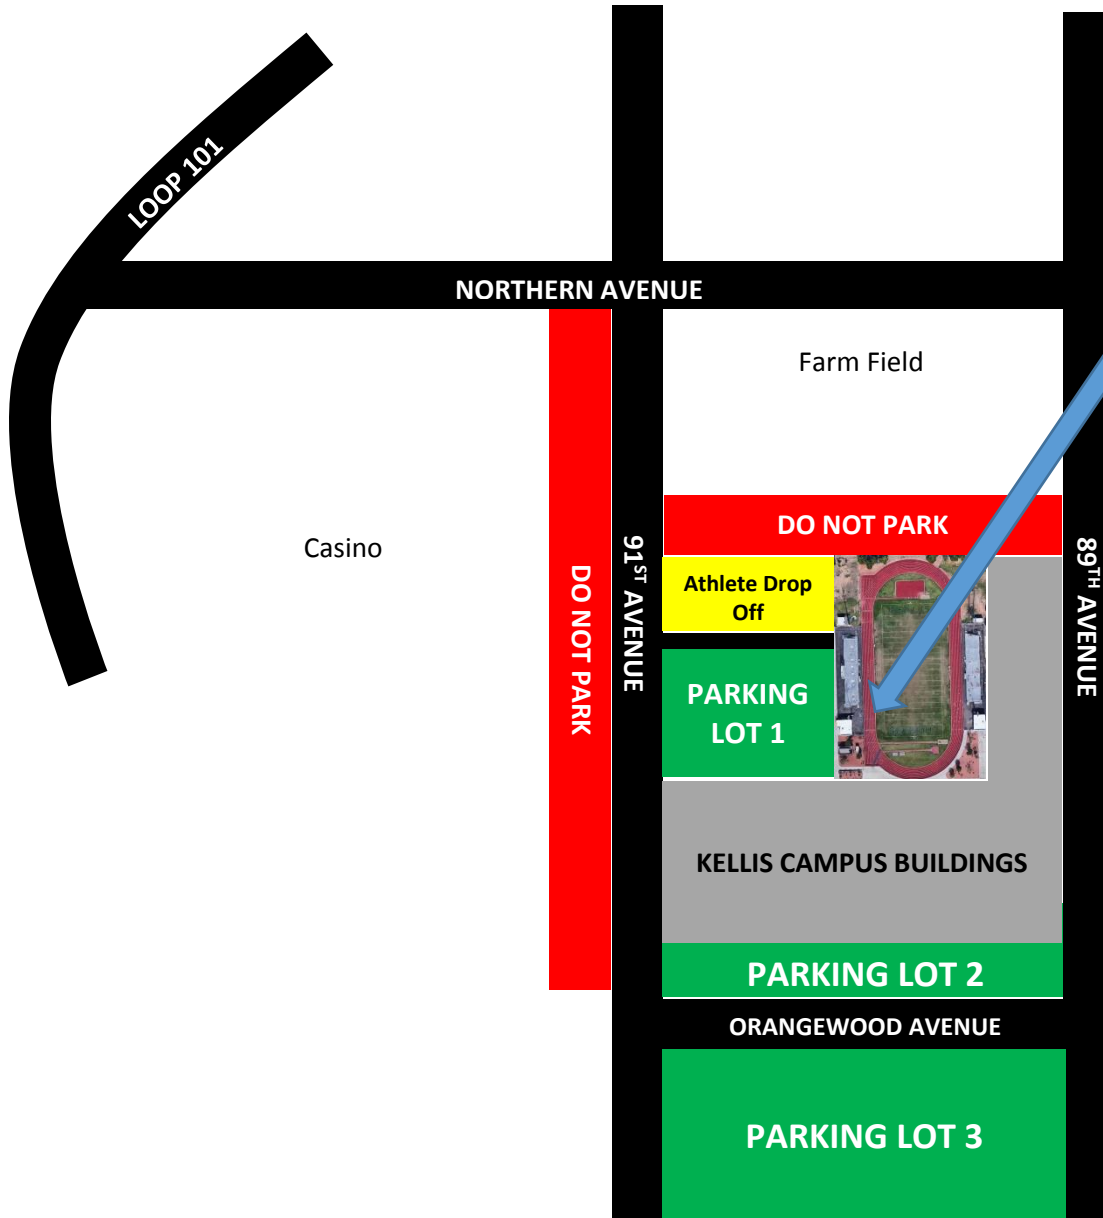 LOOP 101
NORTHERN AVENUE
Farm Field
DO NOT PARK
Casino
DO NOT PARK
91ST AVENUE
Athlete Drop
Off
89TH AVENUE
PARKING
LOT 1
KELLIS CAMPUS BUILDINGS
PARKING LOT 2
ORANGEWOOD AVENUE
PARKING LOT 3